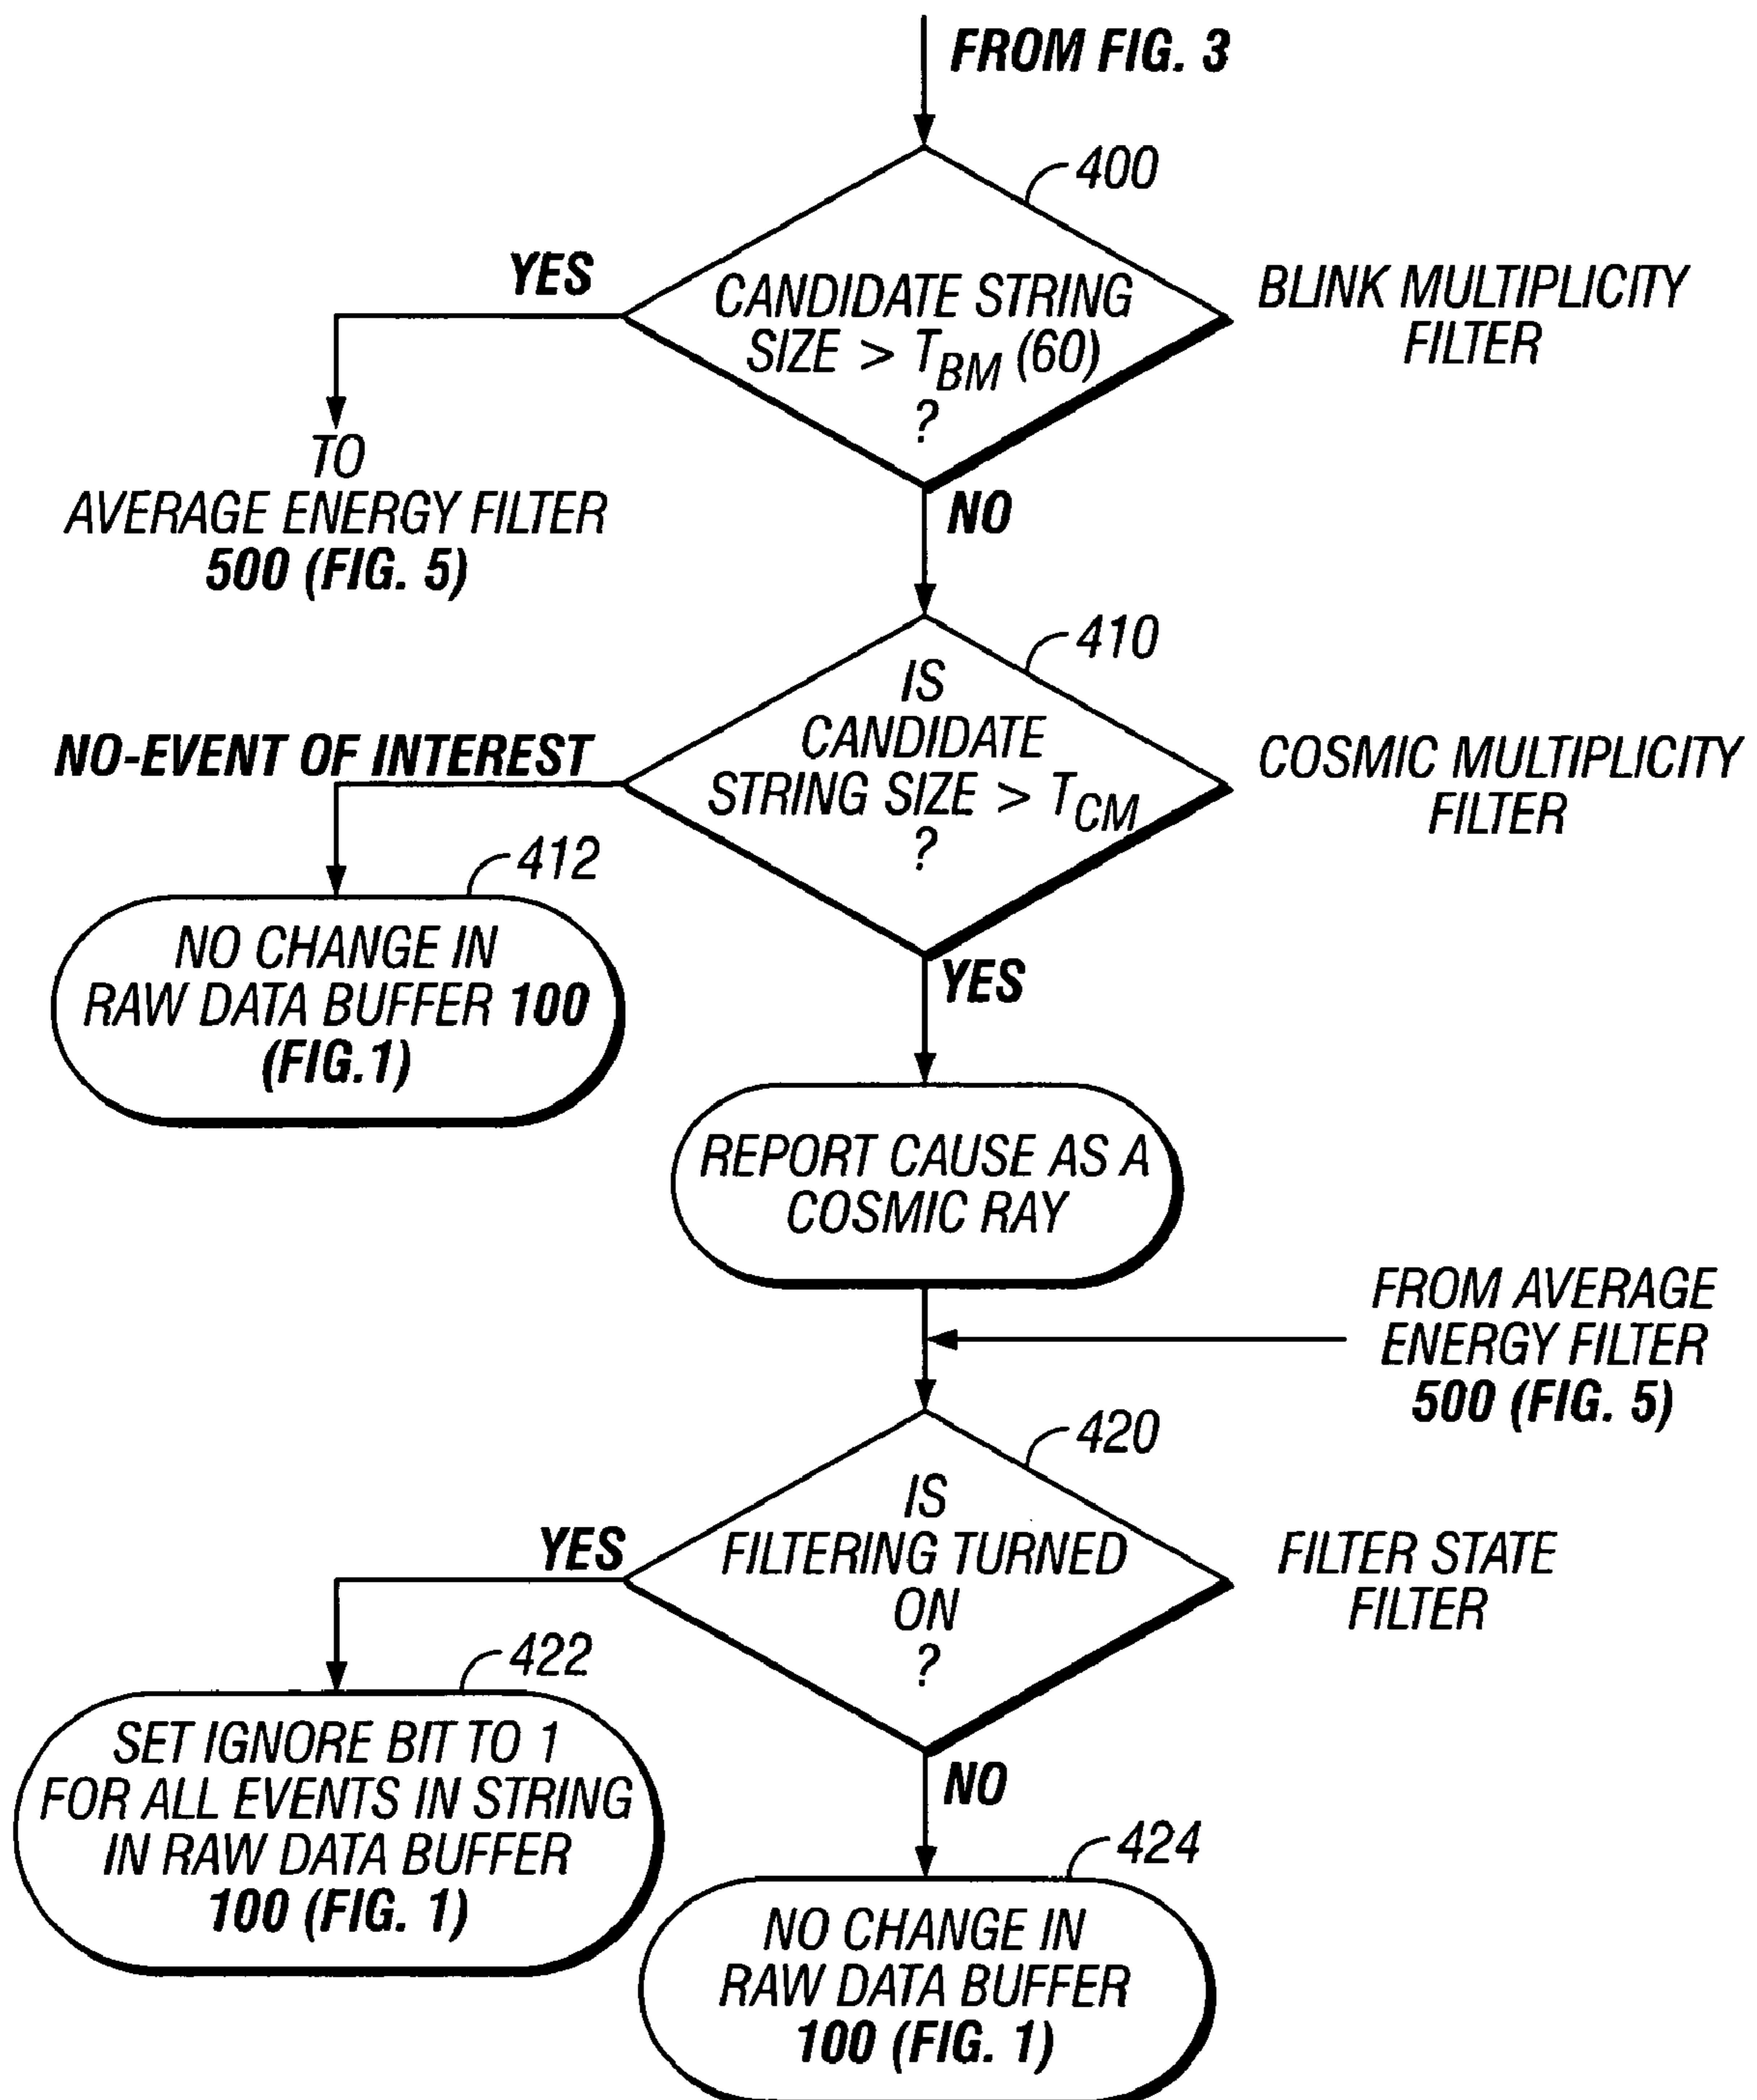 FROM FIG. 3
400
YES
CANDIDATE STRING
SIZE > T_BM (60)
?
BLINK MULTIPLICITY
FILTER
TO
AVERAGE ENERGY FILTER
500 (FIG. 5)
NO
410
IS
CANDIDATE
STRING SIZE > T_CM
?
COSMIC MULTIPLICITY
FILTER
NO-EVENT OF INTEREST
412
NO CHANGE IN
RAW DATA BUFFER 100
(FIG.1)
YES
REPORT CAUSE AS A
COSMIC RAY
FROM AVERAGE
ENERGY FILTER
500 (FIG. 5)
420
IS
FILTERING TURNED
ON
?
FILTER STATE
FILTER
YES
422
SET IGNORE BIT TO 1
FOR ALL EVENTS IN STRING
IN RAW DATA BUFFER
100 (FIG. 1)
NO
424
NO CHANGE IN
RAW DATA BUFFER
100 (FIG. 1)